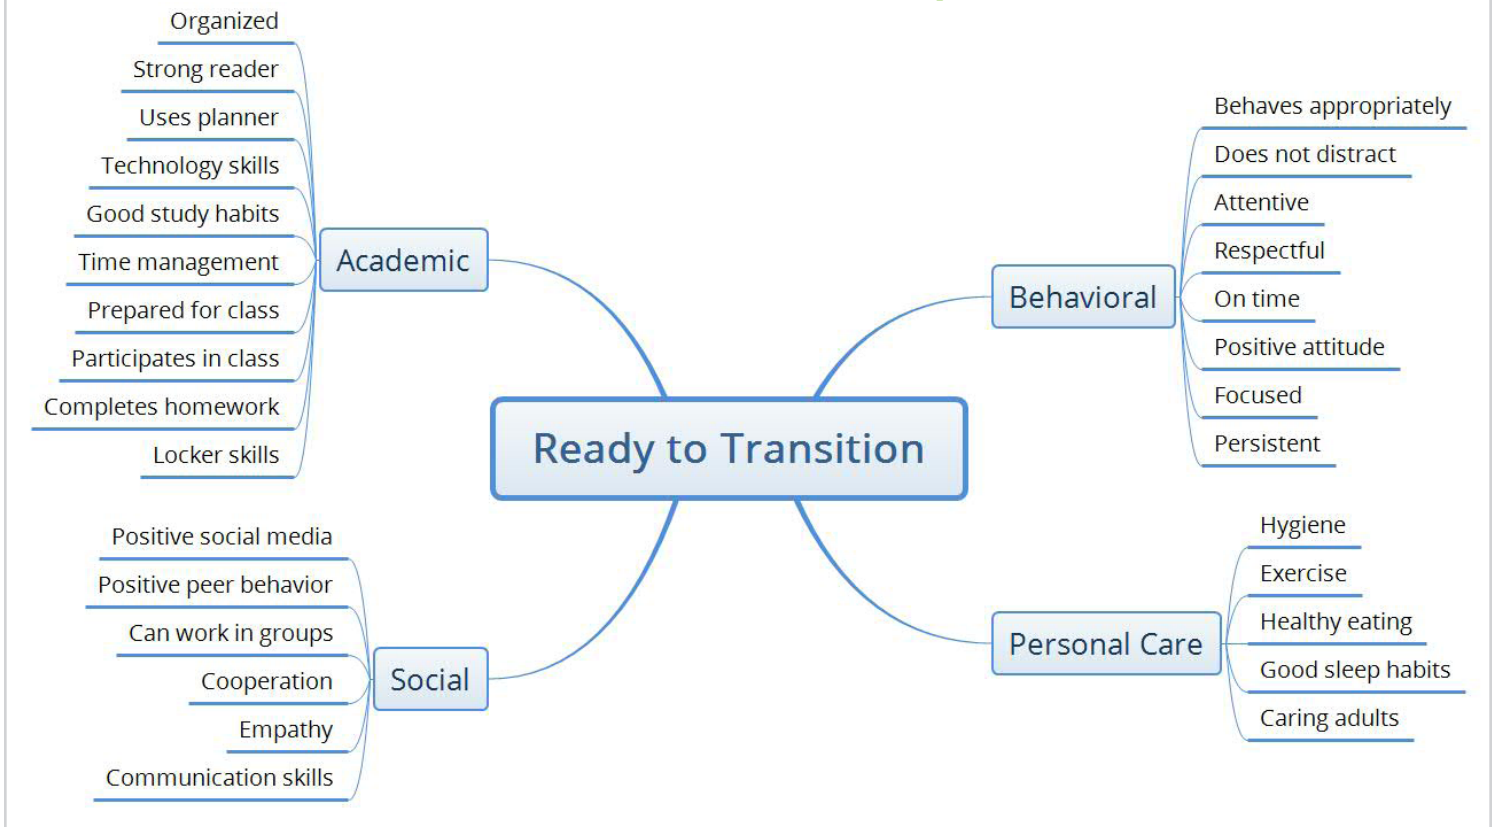 Organized
Strong reader
Uses planner
Technology skills
Good study habits
Time management
Prepared for class
Participates in class
Completes homework
Locker skills
Academic
Behaves appropriately
Does not distract
Attentive
Respectful
On time
Positive attitude
Focused
Persistent
Behavioral
Ready to Transition
Positive social media
Positive peer behavior
Can work in groups
Cooperation
Empathy
Communication skills
Social
Hygiene
Exercise
Healthy eating
Good sleep habits
Caring adults
Personal Care